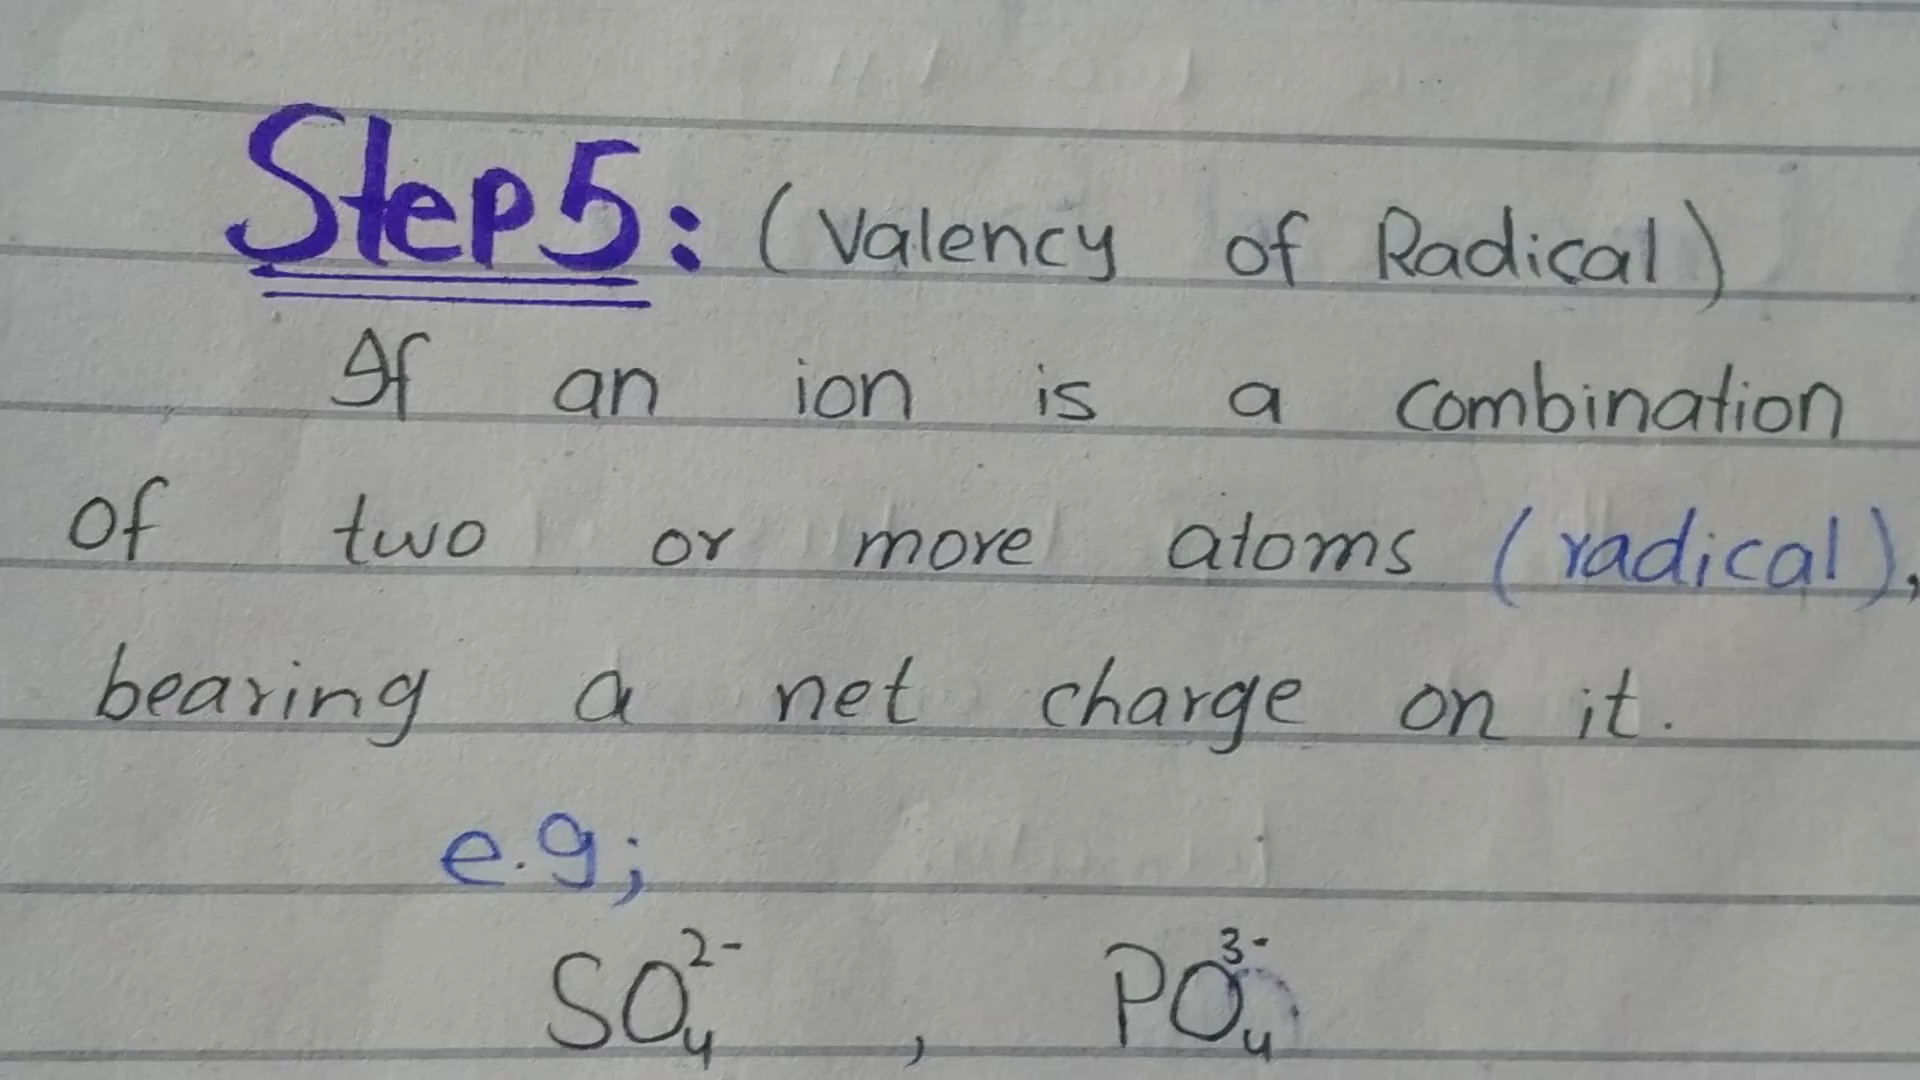 Step 5: (Valency of Radical)
If an ion is a combination
of two or more atoms (radical),
bearing a net charge on it.
e.g;
SO₄²⁻ , PO₄³⁻